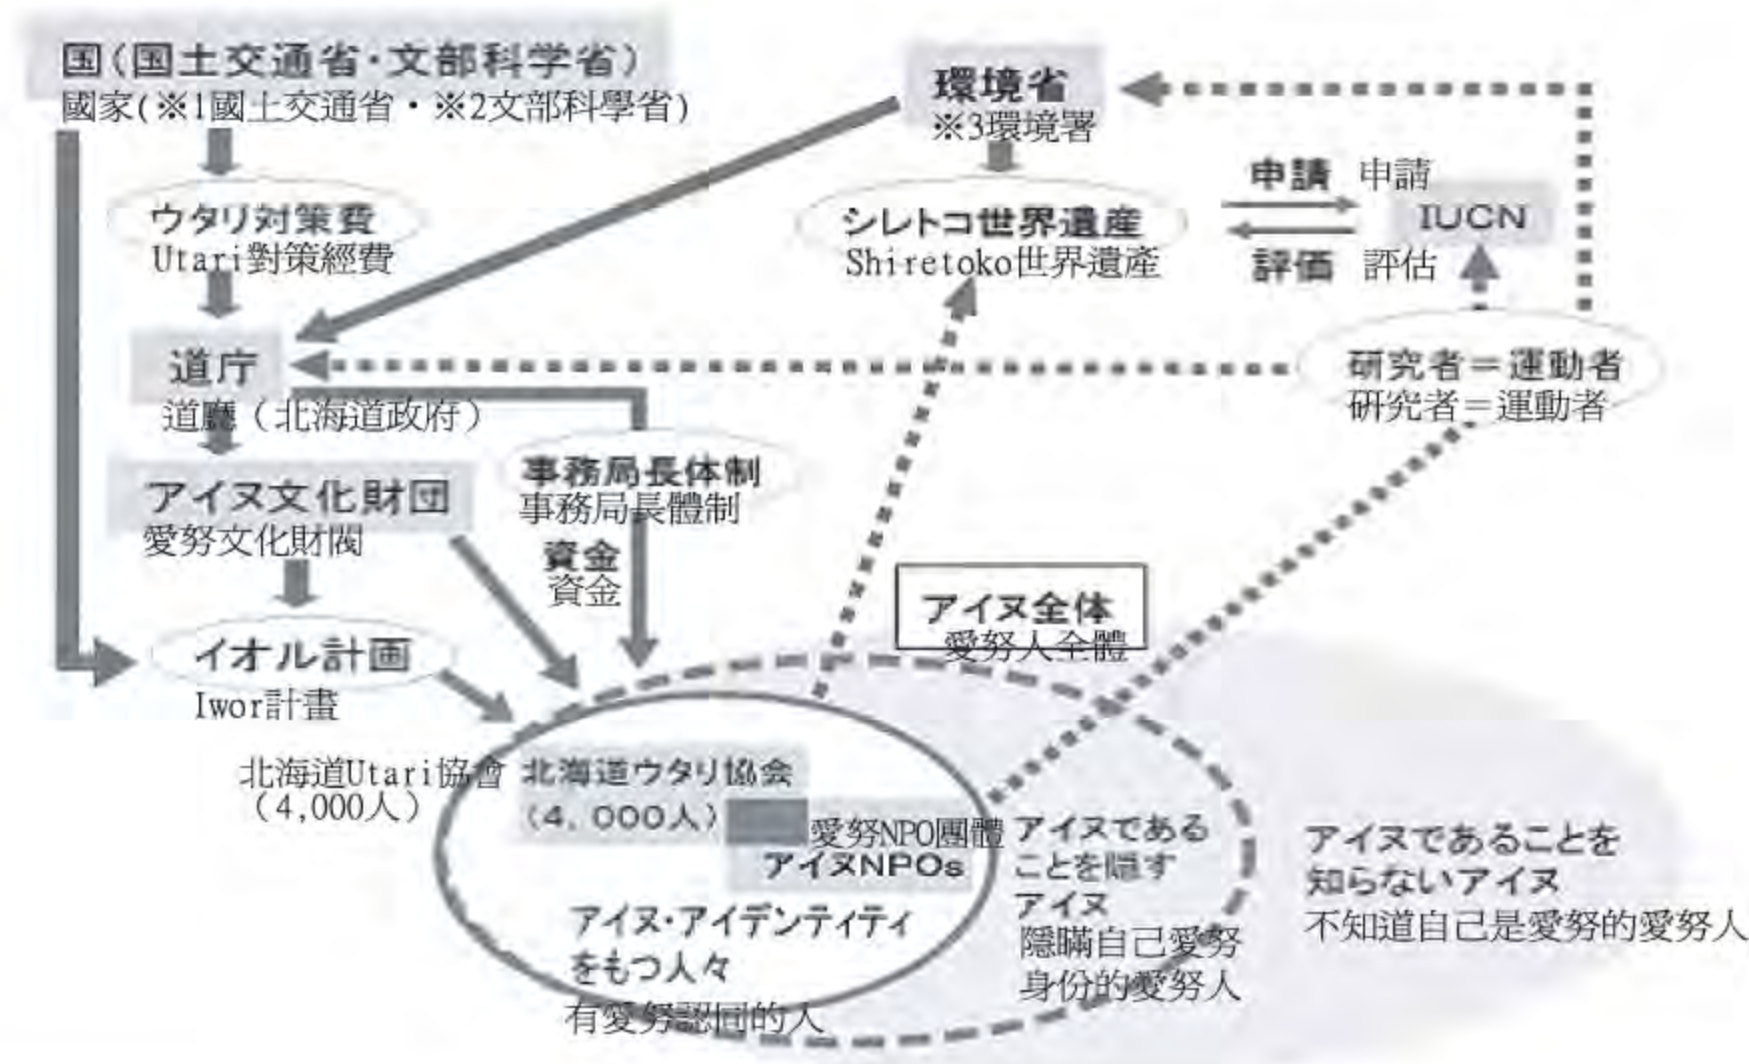 国(国土交通省・文部科学省)
國家(※1國土交通省・※2文部科學省)
環境省
※3環境署
ウタリ対策費
Utari對策經費
シレトコ世界遺産
Shiretoko世界遺產
申請 申請
IUCN
評価 評估
道庁
道廳（北海道政府）
研究者＝運動者
研究者＝運動者
アイヌ文化財団
愛努文化財閥
事務局長体制
事務局長體制
資金
資金
アイヌ全体
愛努人全體
イオル計画
Iwor計畫
北海道Utari協會
（4,000人）
北海道ウタリ協会
(4,000人)
愛努NPO團體
アイヌNPOs
アイヌ・アイデンティティ
をもつ人々
有愛努認同的人
アイヌである
ことを隠す
アイヌ
隱瞞自己愛努
身份的愛努人
アイヌであることを
知らないアイヌ
不知道自己是愛努的愛努人